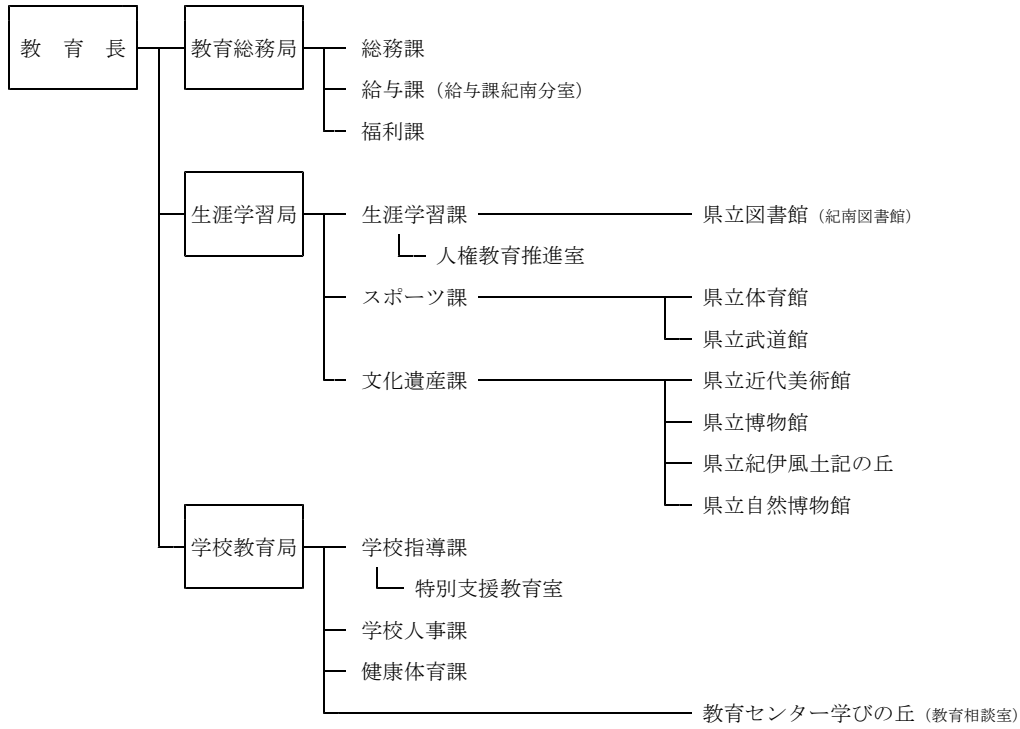 教　育　長 教育総務局 総務課
給与課（給与課紀南分室）
福利課
生涯学習局 生涯学習課 県立図書館（紀南図書館）
人権教育推進室
スポーツ課 県立体育館
県立武道館
文化遺産課 県立近代美術館
県立博物館
県立紀伊風土記の丘
県立自然博物館
学校教育局 学校指導課
特別支援教育室
学校人事課
健康体育課
教育センター学びの丘（教育相談室）